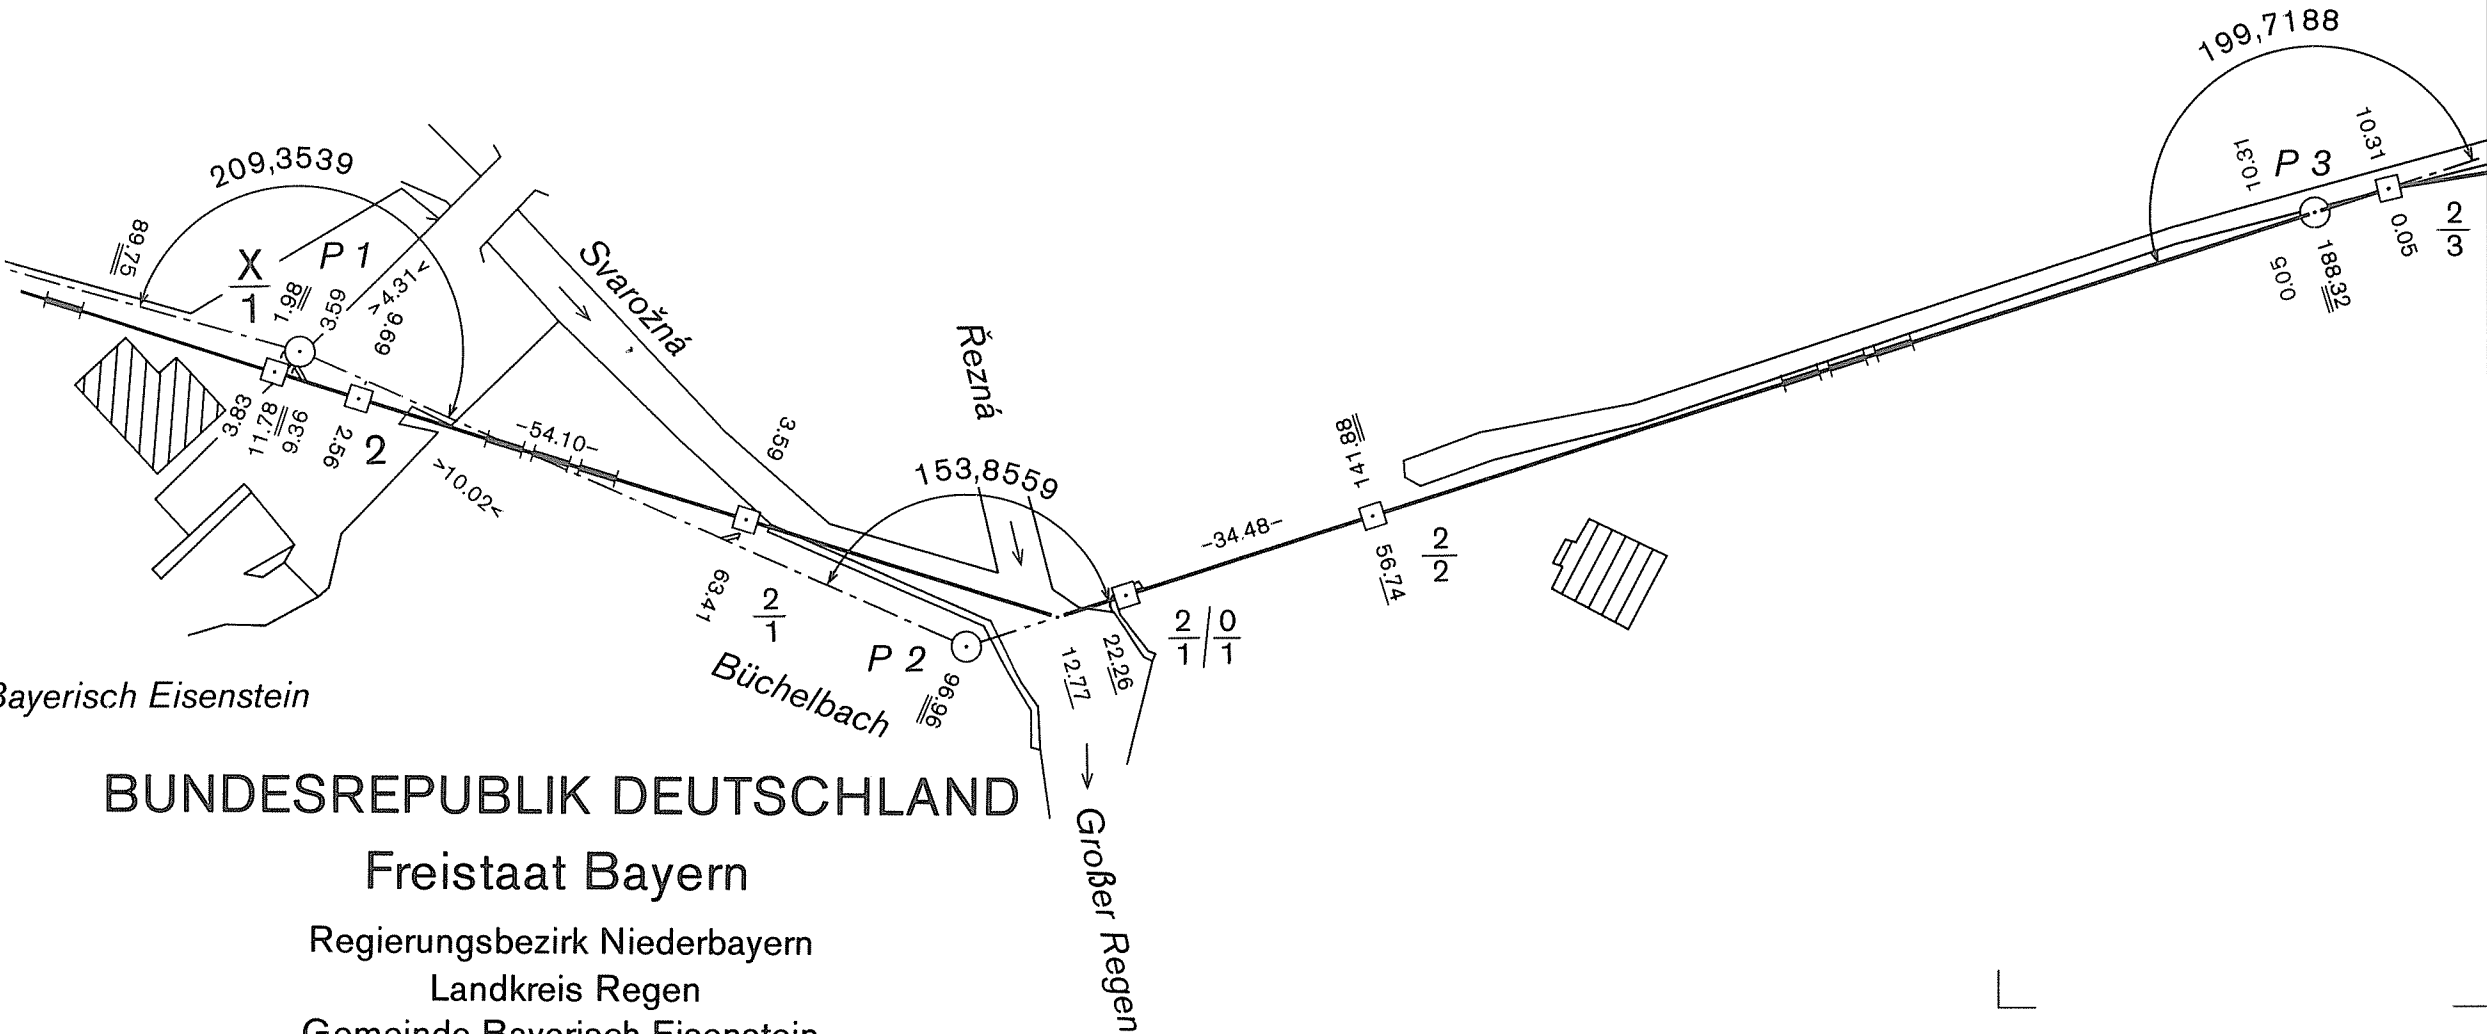 199,7188
209,3539
10.31
10.31
P 3
89.75
X
1
P 1
1.98
3.59
>4.31<
9.69
Svarožná
Řezná
2
3
0.05
188.32
0.05
3.83
11.78
9.36
2.56
2
-54.10-
>10.02<
3.59
153,8559
141.88
-34.48-
56.74
2
2
63.41
2
1
P 2
2/0
1/1
12.77
22.26
96.96
Büchelbach
Bayerisch Eisenstein
BUNDESREPUBLIK DEUTSCHLAND
Freistaat Bayern
Großer Regen
Regierungsbezirk Niederbayern
Landkreis Regen
Gemeinde Bayerisch Eisenstein